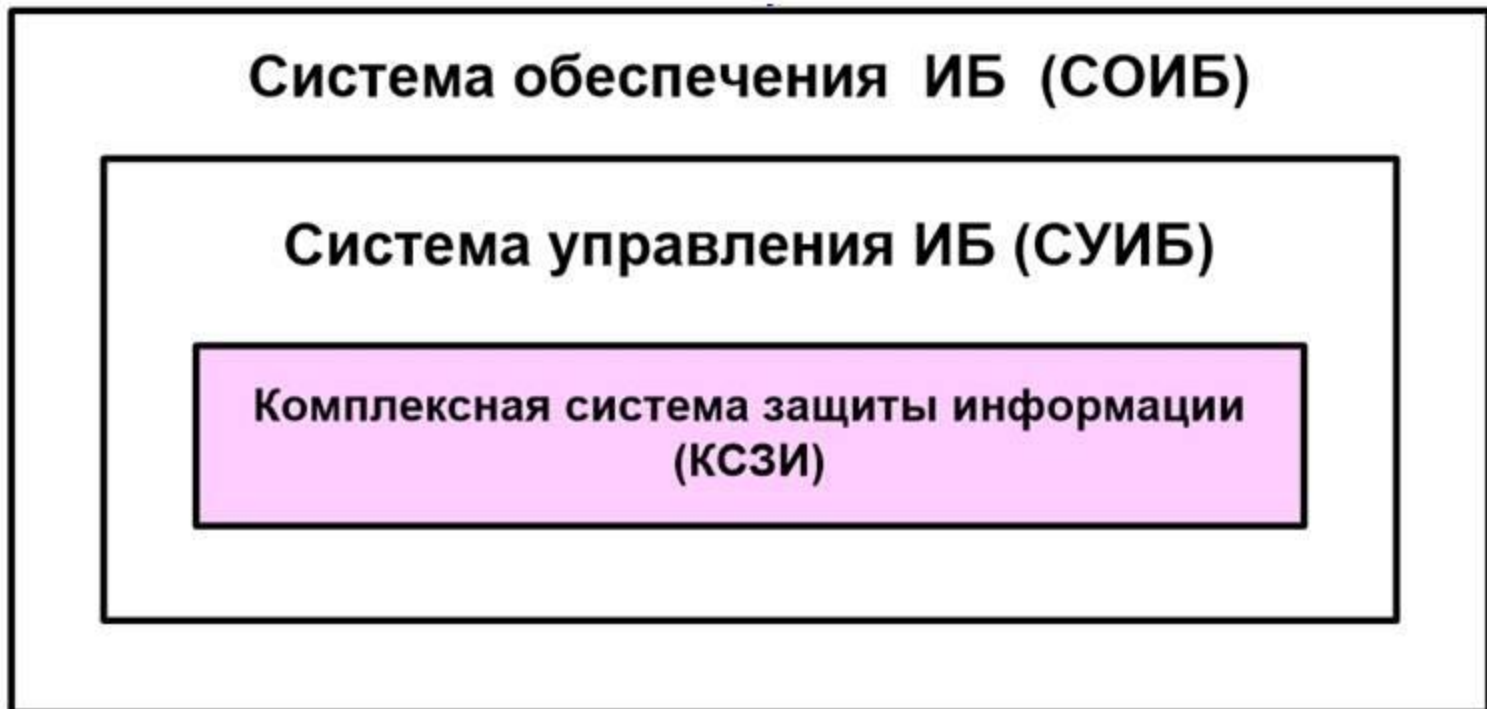 Система обеспечения ИБ (СОИБ)
Система управления ИБ (СУИБ)
Комплексная система защиты информации
(КСЗИ)